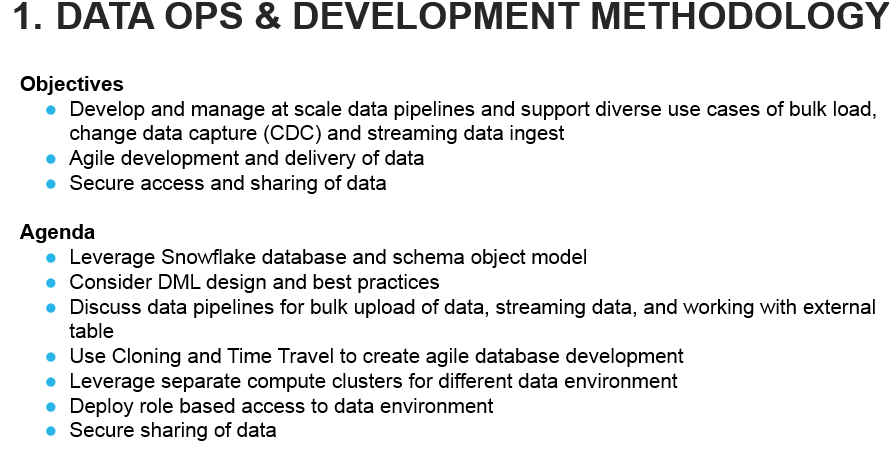 1. DATA OPS & DEVELOPMENT METHODOLOGY
Objectives
● Develop and manage at scale data pipelines and support diverse use cases of bulk load,
change data capture (CDC) and streaming data ingest
● Agile development and delivery of data
● Secure access and sharing of data
Agenda
● Leverage Snowflake database and schema object model
● Consider DML design and best practices
● Discuss data pipelines for bulk upload of data, streaming data, and working with external
table
● Use Cloning and Time Travel to create agile database development
● Leverage separate compute clusters for different data environment
● Deploy role based access to data environment
● Secure sharing of data